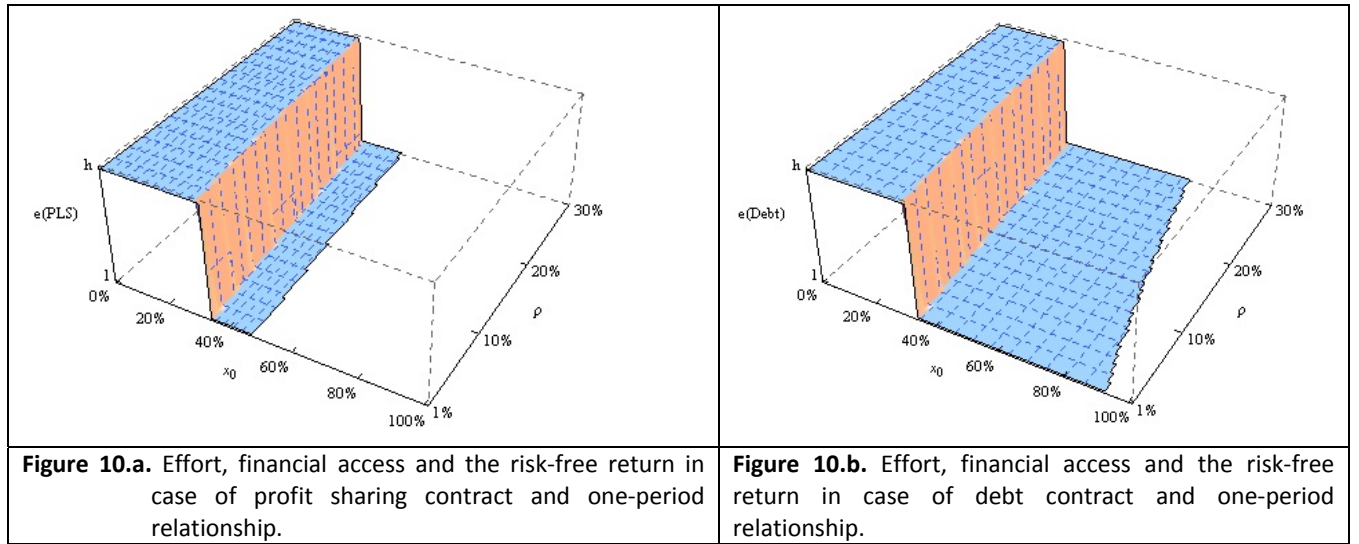 h
e(PLS)
1
0%
20%
40%
x0
60%
80%
100%
1%
10%
ρ
20%
30%
h
e(Debt)
1
0%
20%
40%
x0
60%
80%
100%
1%
10%
ρ
20%
30%
Figure 10.a. Effort, financial access and the risk-free return in
case of profit sharing contract and one-period
relationship.
Figure 10.b. Effort, financial access and the risk-free
return in case of debt contract and one-period
relationship.